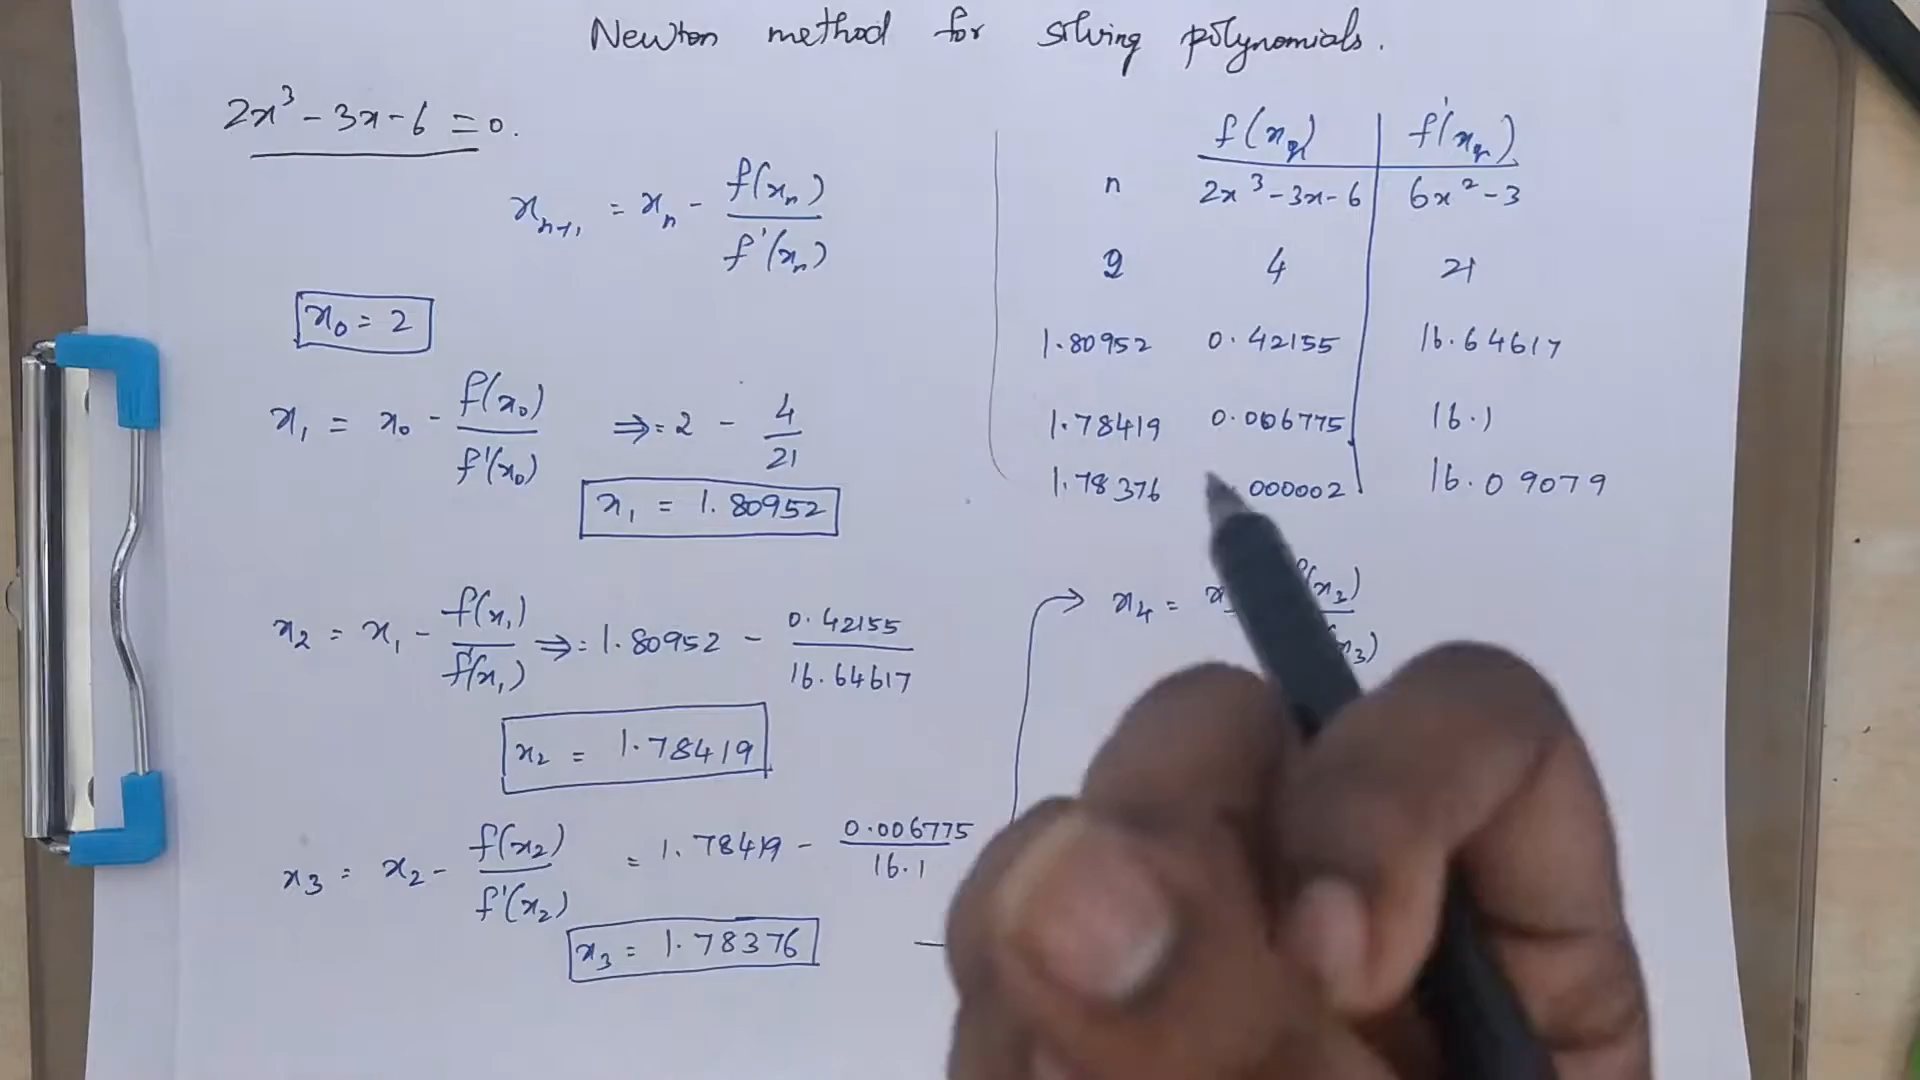 Newton method for solving polynomials.
2x³ - 3x - 6 = 0.
xₙ₊₁ = xₙ - f(xₙ) / f'(xₙ)
x₀ = 2
x₁ = x₀ - f(x₀) / f'(x₀) ⇒ = 2 - 4 / 21
x₁ = 1.80952
x₂ = x₁ - f(x₁) / f'(x₁) ⇒ = 1.80952 - 0.42155 / 16.64617
x₂ = 1.78419
x₃ = x₂ - f(x₂) / f'(x₂) = 1.78419 - 0.006775 / 16.1
x₃ = 1.78376
f(xₙ) f'(xₙ)
n 2x³-3x-6 6x²-3
2 4 21
1.80952 0.42155 16.64617
1.78419 0.006775 16.1
1.78376 000002 16.09079
→ x₄ =